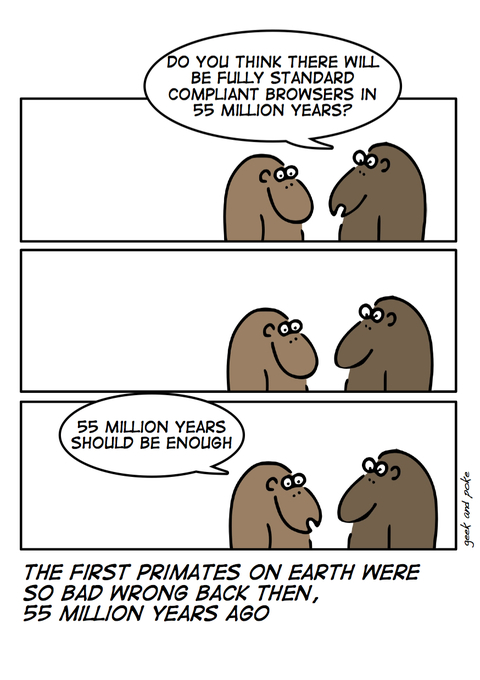 DO YOU THINK THERE WILL
BE FULLY STANDARD
COMPLIANT BROWSERS IN
55 MILLION YEARS?
55 MILLION YEARS
SHOULD BE ENOUGH
geek and poke
THE FIRST PRIMATES ON EARTH WERE
SO BAD WRONG BACK THEN,
55 MILLION YEARS AGO